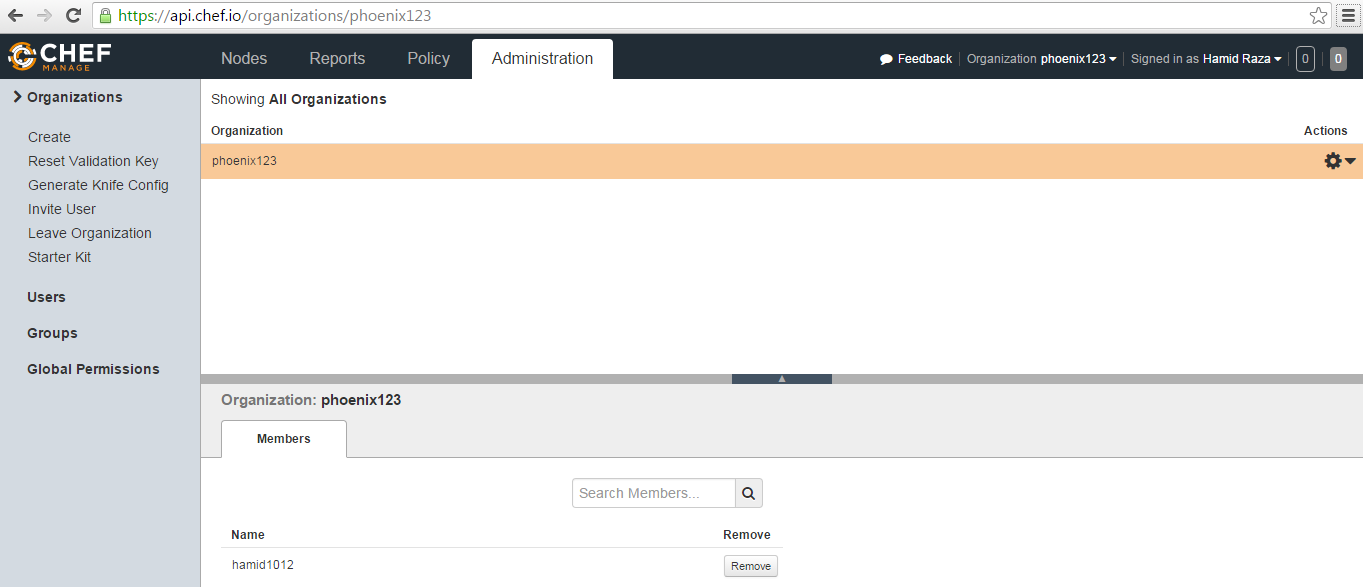 https://api.chef.io/organizations/phoenix123
CHEF MANAGE Nodes Reports Policy Administration Feedback Organization phoenix123 Signed in as Hamid Raza 0 0
Organizations
Create
Reset Validation Key
Generate Knife Config
Invite User
Leave Organization
Starter Kit
Users
Groups
Global Permissions
Showing All Organizations
Organization Actions
phoenix123
Organization: phoenix123
Members
Search Members...
Name Remove
hamid1012 Remove